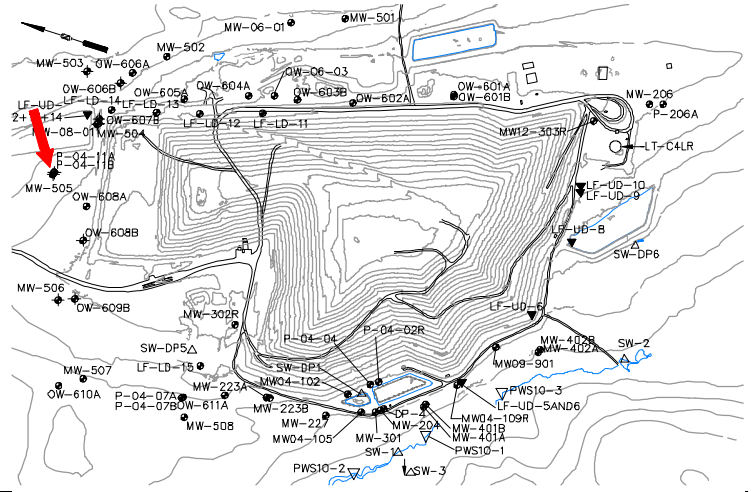 MW-06-01
MW-501
MW-502
MW-503
OW-606A
OW-606B
OW-605A
OW-604A
OW-06-03
OW-603B
OW-602A
OW-601A
OW-601B
MW-206
P-206A
LF-UD-
2+
+14
LF-LD-14
LF-LD-13
LF-LD-12
LF-LD-11
MW12-303R
MW-08-01
OW-607B
MW-504
LT-C4LR
P-04-11A
P-04-11B
MW-505
OW-608A
LF-UD-10
LF-UD-9
OW-608B
LF-UD-8
SW-DP6
MW-506
OW-609B
MW-302R
LF-UD-6
P-04-04
P-04-02R
SW-DP5
MW-402B
MW-402A
SW-2
LF-LD-15
SW-DP1
MW09-901
MW-507
MW-223A
MW04-102
PWS10-3
OW-610A
P-04-07A
P-04-07B
OW-611A
MW-223B
DP-4
LF-UD-5AND6
MW-508
MW-227
MW-204
MW04-109R
MW04-105
MW-301
MW-401B
MW-401A
SW-1
PWS10-1
PWS10-2
SW-3